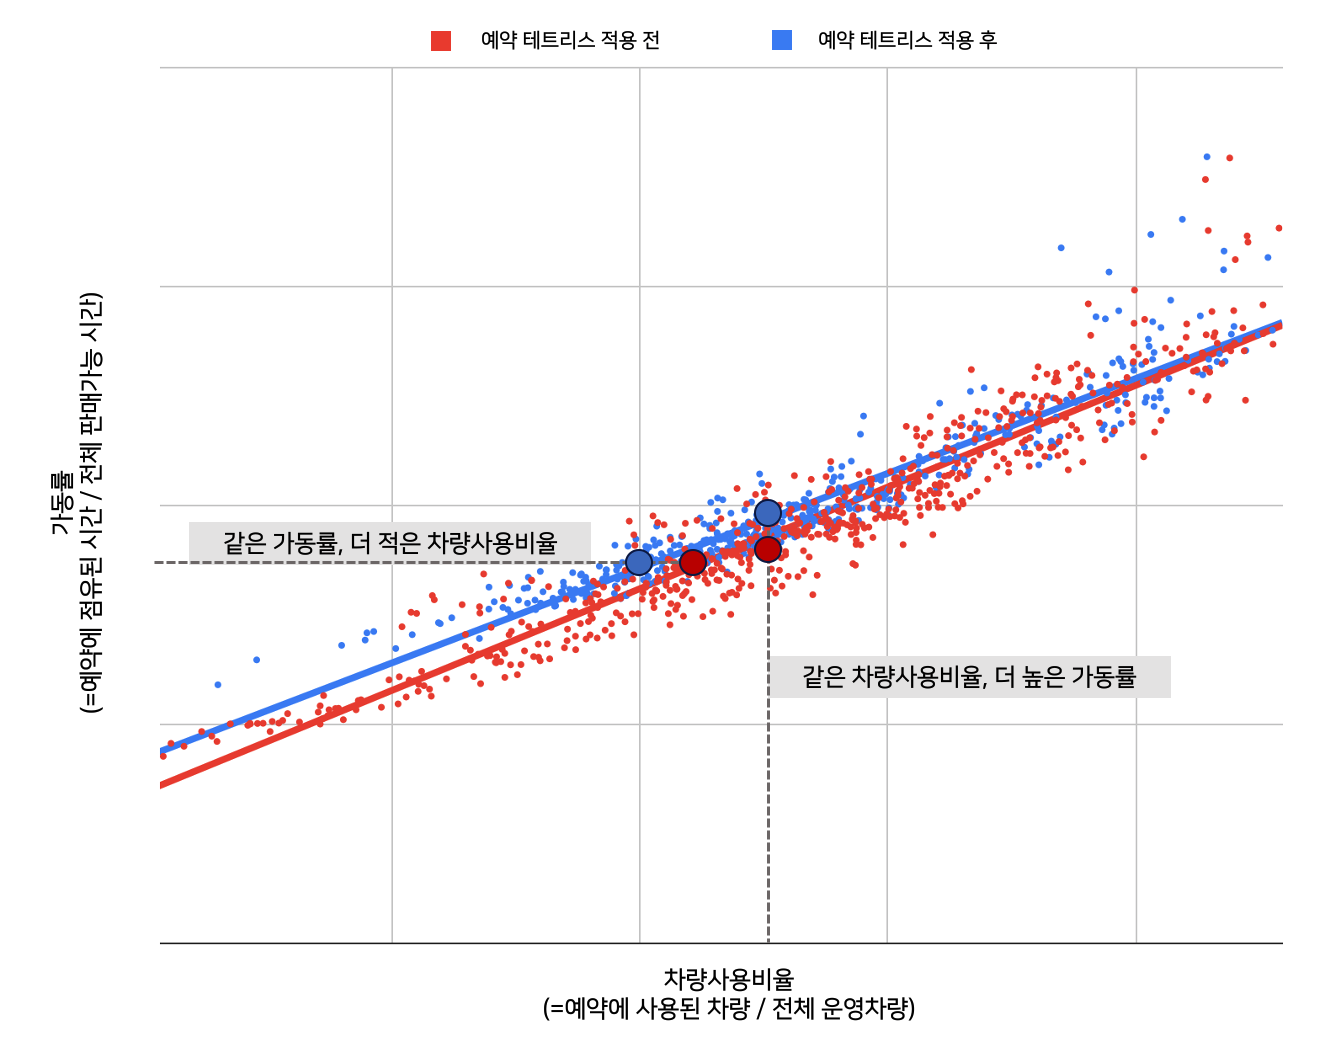 예약 테트리스 적용 전
예약 테트리스 적용 후
가동률
(=예약에 점유된 시간 / 전체 판매가능 시간)
같은 가동률, 더 적은 차량사용비율
같은 차량사용비율, 더 높은 가동률
차량사용비율
(=예약에 사용된 차량 / 전체 운영차량)